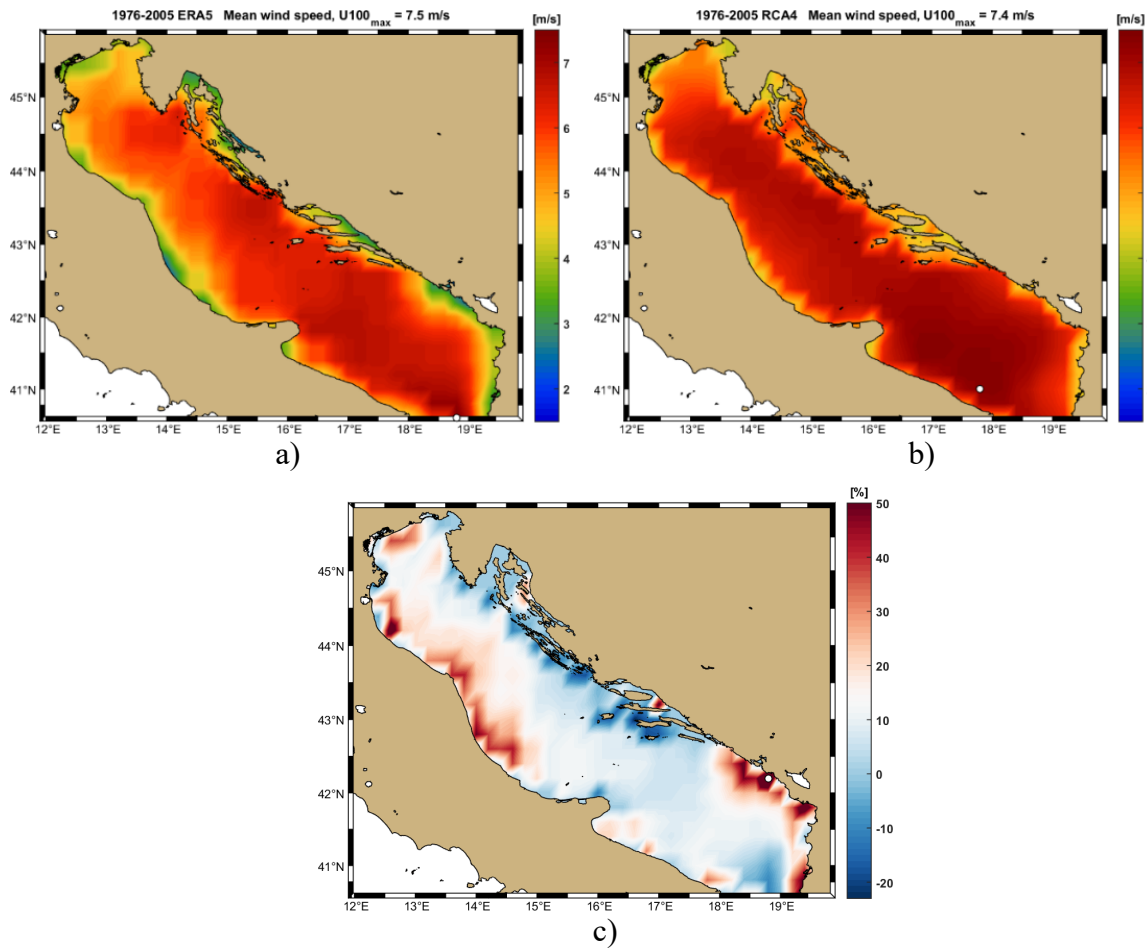 1976-2005 ERA5 Mean wind speed, U100max = 7.5 m/s
[m/s]
45°N
44°N
43°N
42°N
41°N
12°E 13°E 14°E 15°E 16°E 17°E 18°E 19°E
7
6
5
4
3
2
a)
1976-2005 RCA4 Mean wind speed, U100max = 7.4 m/s
[m/s]
45°N
44°N
43°N
42°N
41°N
12°E 13°E 14°E 15°E 16°E 17°E 18°E 19°E
b)
[%]
45°N
44°N
43°N
42°N
41°N
12°E 13°E 14°E 15°E 16°E 17°E 18°E 19°E
50
40
30
20
10
0
-10
-20
c)